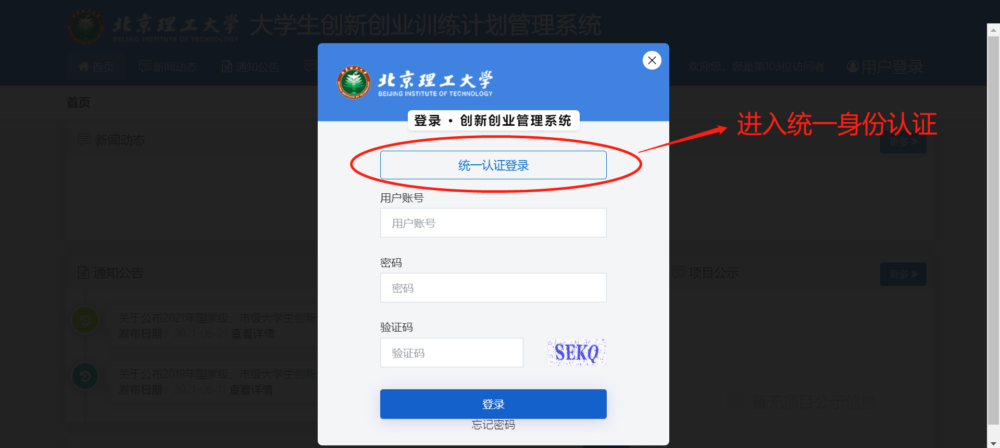 北京理工大学
BEIJING INSTITUTE OF TECHNOLOGY
大学生创新创业训练计划管理系统
首页
新闻动态
通知公告
欢迎您，您是第103位访问者
用户登录
首页
新闻动态
更多 »
通知公告
关于公布2021年国家级、市级大学生创新
发布日期：2021-06-21 查看详情
关于公布2019年国家级、市级大学生创新
发布日期：2021-06-11 查看详情
项目公示
更多 »
暂无项目公示信息
北京理工大学
BEIJING INSTITUTE OF TECHNOLOGY
登录 · 创新创业管理系统
统一认证登录
进入统一身份认证
用户账号
用户账号
密码
密码
验证码
验证码
SEKQ
登录
忘记密码